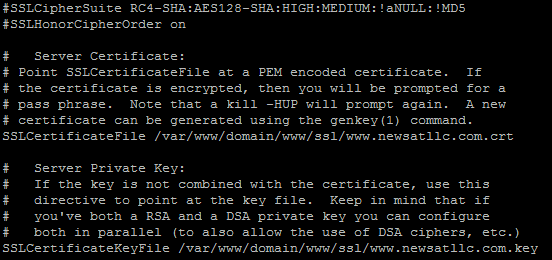 #SSLCipherSuite RC4-SHA:AES128-SHA:HIGH:MEDIUM:!aNULL:!MD5
#SSLHonorCipherOrder on

#   Server Certificate:
# Point SSLCertificateFile at a PEM encoded certificate.  If
# the certificate is encrypted, then you will be prompted for a
# pass phrase.  Note that a kill -HUP will prompt again.  A new
# certificate can be generated using the genkey(1) command.
SSLCertificateFile /var/www/domain/www/ssl/www.newsatllc.com.crt

#   Server Private Key:
#   If the key is not combined with the certificate, use this
#   directive to point at the key file.  Keep in mind that if
#   you've both a RSA and a DSA private key you can configure
#   both in parallel (to also allow the use of DSA ciphers, etc.)
SSLCertificateKeyFile /var/www/domain/www/ssl/www.newsatllc.com.key